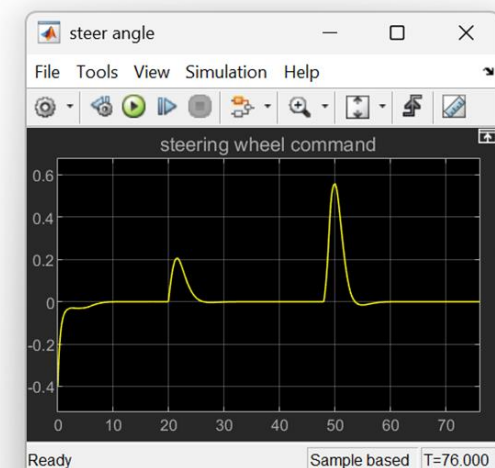 steer angle
File Tools View Simulation Help
steering wheel command
0.6
0.4
0.2
0
-0.2
-0.4
0 10 20 30 40 50 60 70
Ready Sample based T=76.000